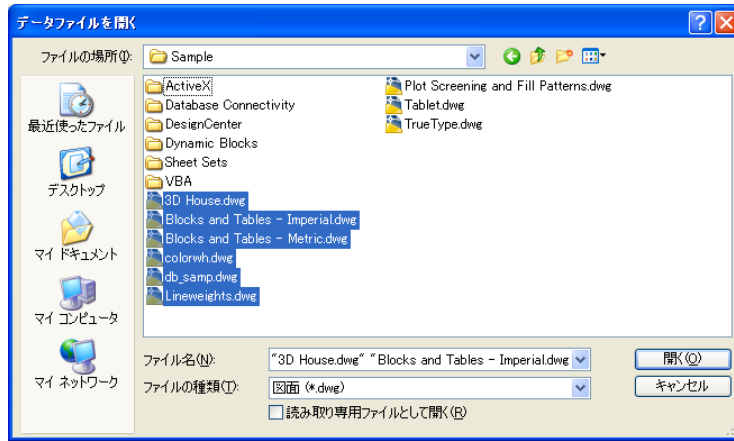 データファイルを開く
ファイルの場所(I):
Sample
最近使ったファイル
デスクトップ
マイ ドキュメント
マイ コンピュータ
マイ ネットワーク
ActiveX
Database Connectivity
DesignCenter
Dynamic Blocks
Sheet Sets
VBA
3D House.dwg
Blocks and Tables - Imperial.dwg
Blocks and Tables - Metric.dwg
colorwh.dwg
db_samp.dwg
Lineweights.dwg
Plot Screening and Fill Patterns.dwg
Tablet.dwg
TrueType.dwg
ファイル名(N):
"3D House.dwg" "Blocks and Tables - Imperial.dwg
開く(O)
ファイルの種類(T):
図面 (*.dwg)
キャンセル
読み取り専用ファイルとして開く(R)